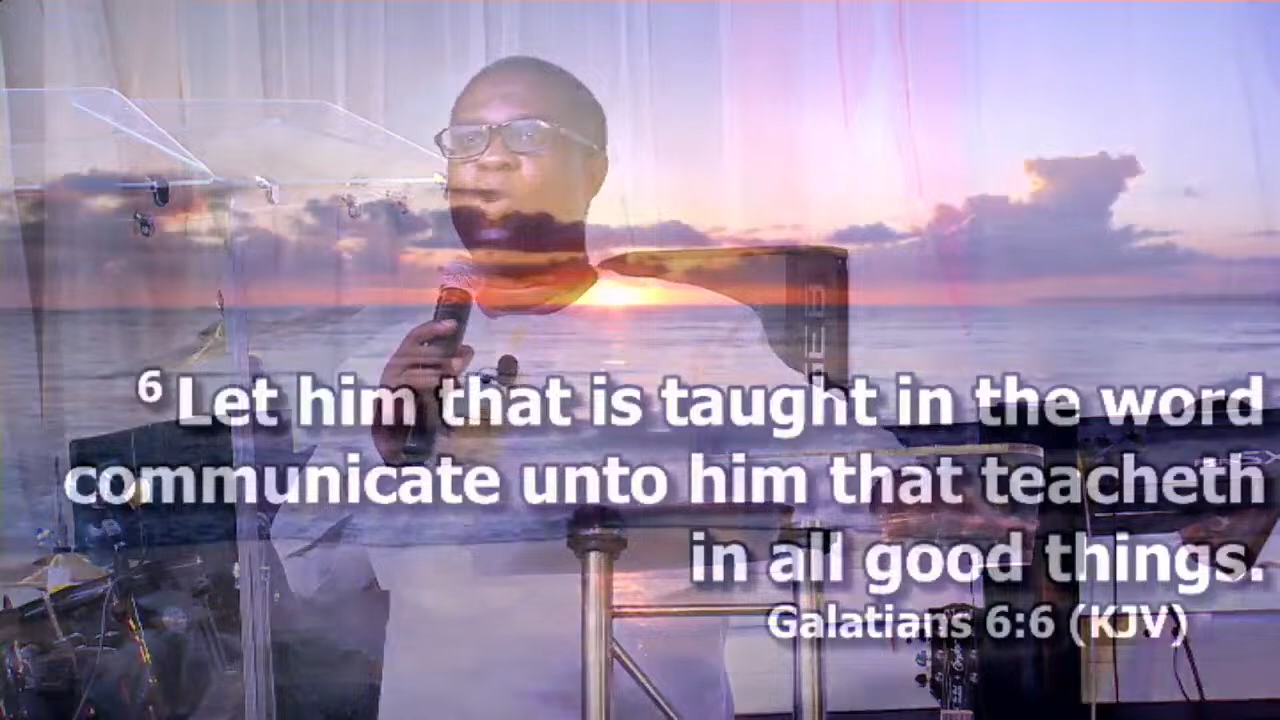 6 Let him that is taught in the word
communicate unto him that teacheth
in all good things.
Galatians 6:6 (KJV)